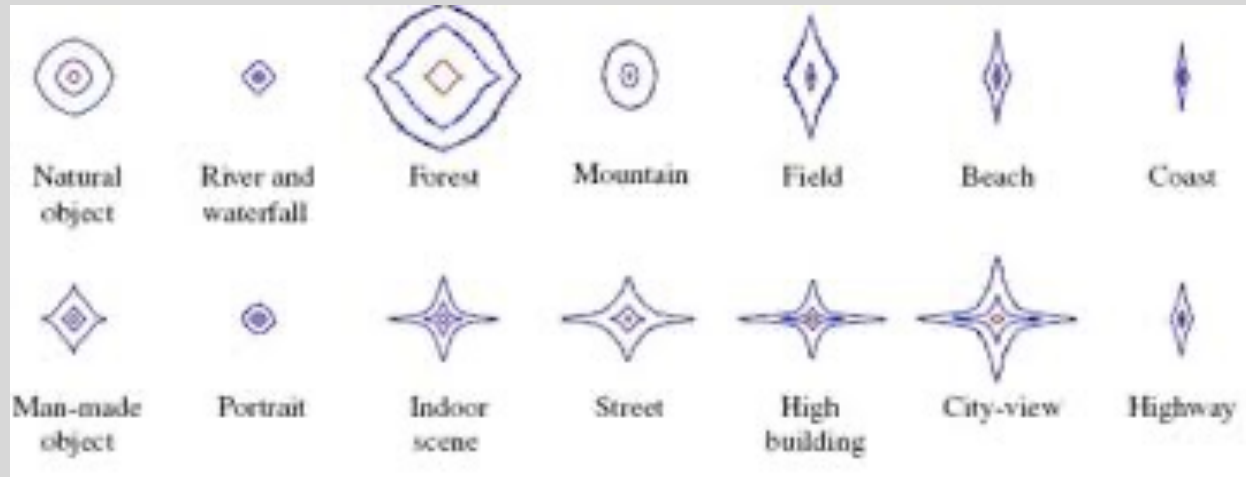 Natural object
River and waterfall
Forest
Mountain
Field
Beach
Coast
Man-made object
Portrait
Indoor scene
Street
High building
City-view
Highway